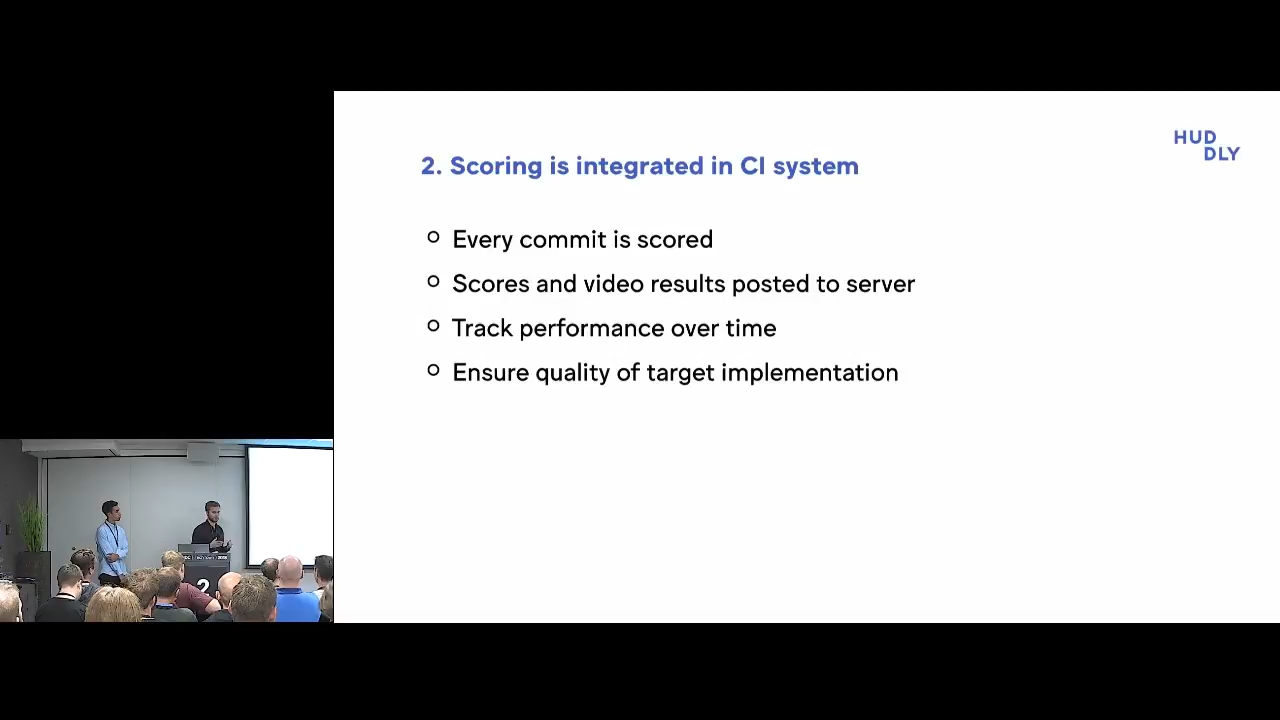 HUD
DLY
2. Scoring is integrated in CI system
Every commit is scored
Scores and video results posted to server
Track performance over time
Ensure quality of target implementation
2